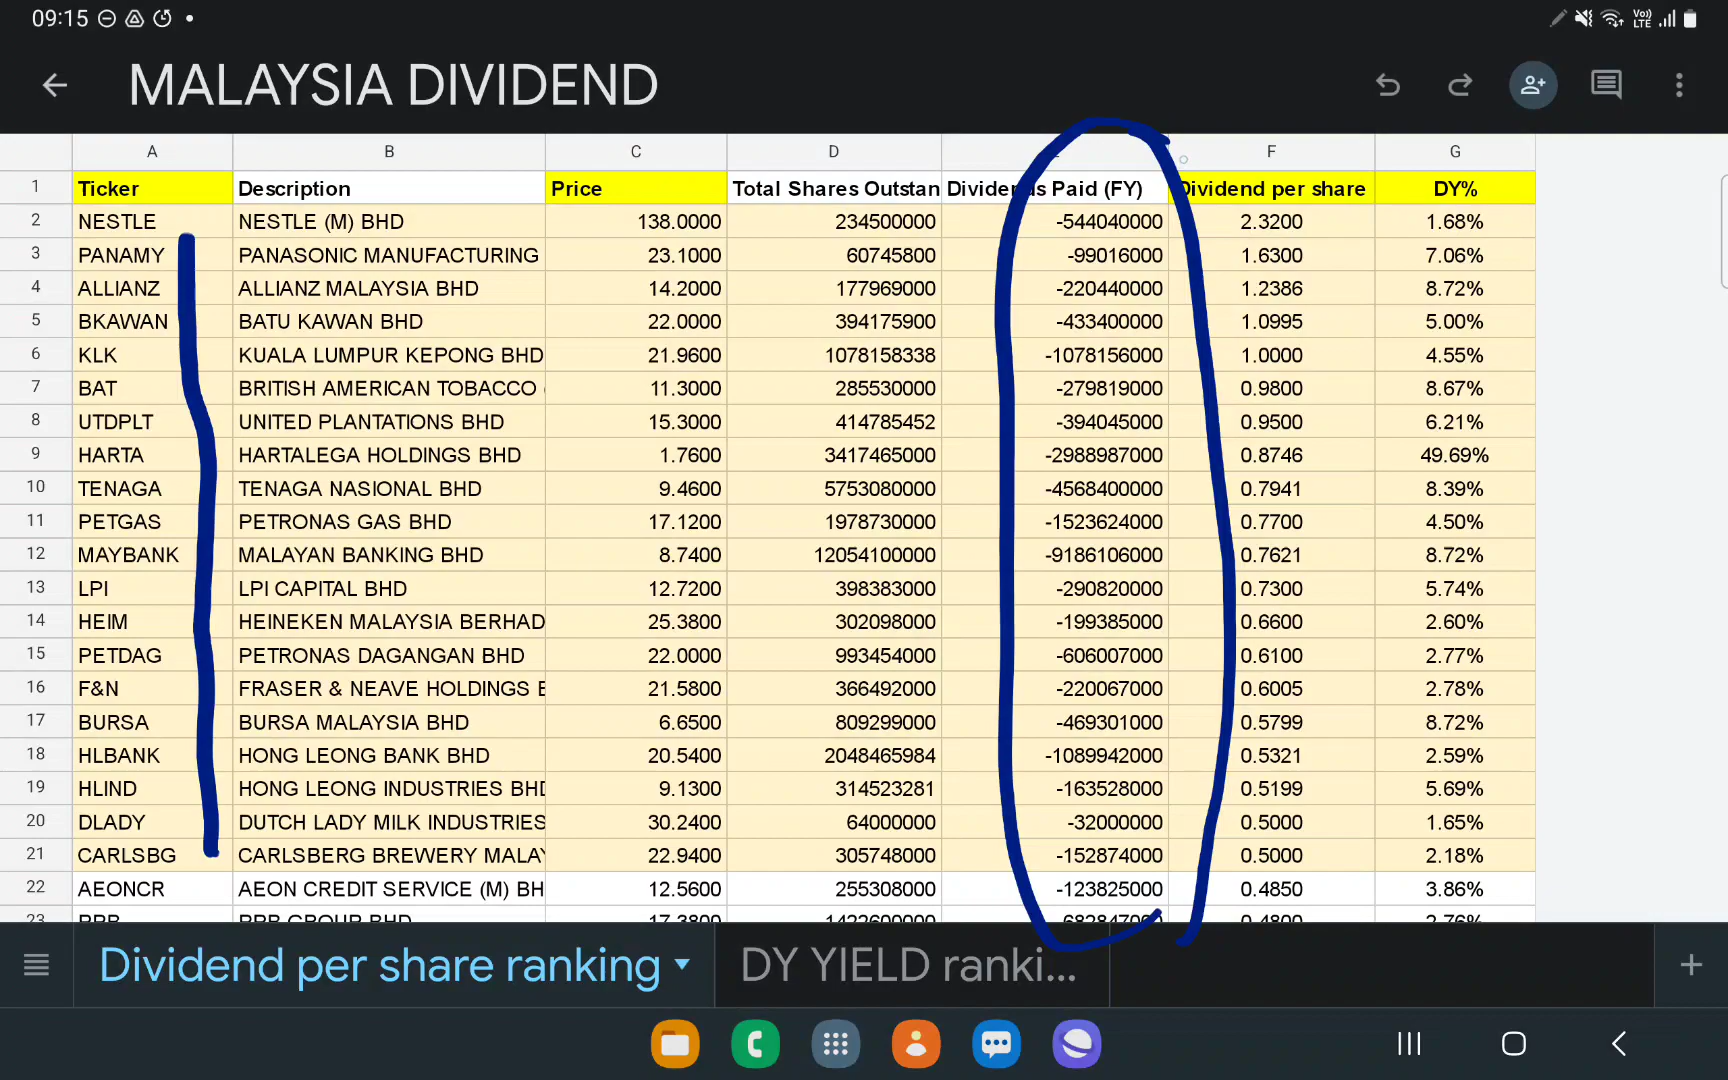 09:15
MALAYSIA DIVIDEND
A B C D F G
1 Ticker Description Price Total Shares Outstan Dividends Paid (FY) Dividend per share DY%
2 NESTLE NESTLE (M) BHD 138.0000 234500000 -544040000 2.3200 1.68%
3 PANAMY PANASONIC MANUFACTURING 23.1000 60745800 -99016000 1.6300 7.06%
4 ALLIANZ ALLIANZ MALAYSIA BHD 14.2000 177969000 -220440000 1.2386 8.72%
5 BKAWAN BATU KAWAN BHD 22.0000 394175900 -433400000 1.0995 5.00%
6 KLK KUALA LUMPUR KEPONG BHD 21.9600 1078158338 -1078156000 1.0000 4.55%
7 BAT BRITISH AMERICAN TOBACCO 11.3000 285530000 -279819000 0.9800 8.67%
8 UTDPLT UNITED PLANTATIONS BHD 15.3000 414785452 -394045000 0.9500 6.21%
9 HARTA HARTALEGA HOLDINGS BHD 1.7600 3417465000 -2988987000 0.8746 49.69%
10 TENAGA TENAGA NASIONAL BHD 9.4600 5753080000 -4568400000 0.7941 8.39%
11 PETGAS PETRONAS GAS BHD 17.1200 1978730000 -1523624000 0.7700 4.50%
12 MAYBANK MALAYAN BANKING BHD 8.7400 12054100000 -9186106000 0.7621 8.72%
13 LPI LPI CAPITAL BHD 12.7200 398383000 -290820000 0.7300 5.74%
14 HEIM HEINEKEN MALAYSIA BERHAD 25.3800 302098000 -199385000 0.6600 2.60%
15 PETDAG PETRONAS DAGANGAN BHD 22.0000 993454000 -606007000 0.6100 2.77%
16 F&N FRASER & NEAVE HOLDINGS 21.5800 366492000 -220067000 0.6005 2.78%
17 BURSA BURSA MALAYSIA BHD 6.6500 809299000 -469301000 0.5799 8.72%
18 HLBANK HONG LEONG BANK BHD 20.5400 2048465984 -1089942000 0.5321 2.59%
19 HLIND HONG LEONG INDUSTRIES BHD 9.1300 314523281 -163528000 0.5199 5.69%
20 DLADY DUTCH LADY MILK INDUSTRIES 30.2400 64000000 -32000000 0.5000 1.65%
21 CARLSBG CARLSBERG BREWERY MALAY 22.9400 305748000 -152874000 0.5000 2.18%
22 AEONCR AEON CREDIT SERVICE (M) BH 12.5600 255308000 -123825000 0.4850 3.86%
23 GROUP BHD
Dividend per share ranking DY YIELD ranki...